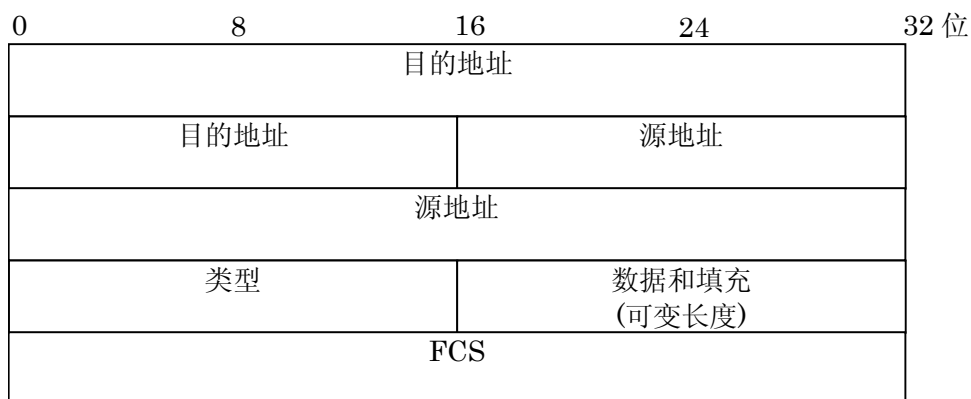 0 8 16 24 32 位
目的地址
目的地址 源地址
源地址
类型 数据和填充
(可变长度)
FCS